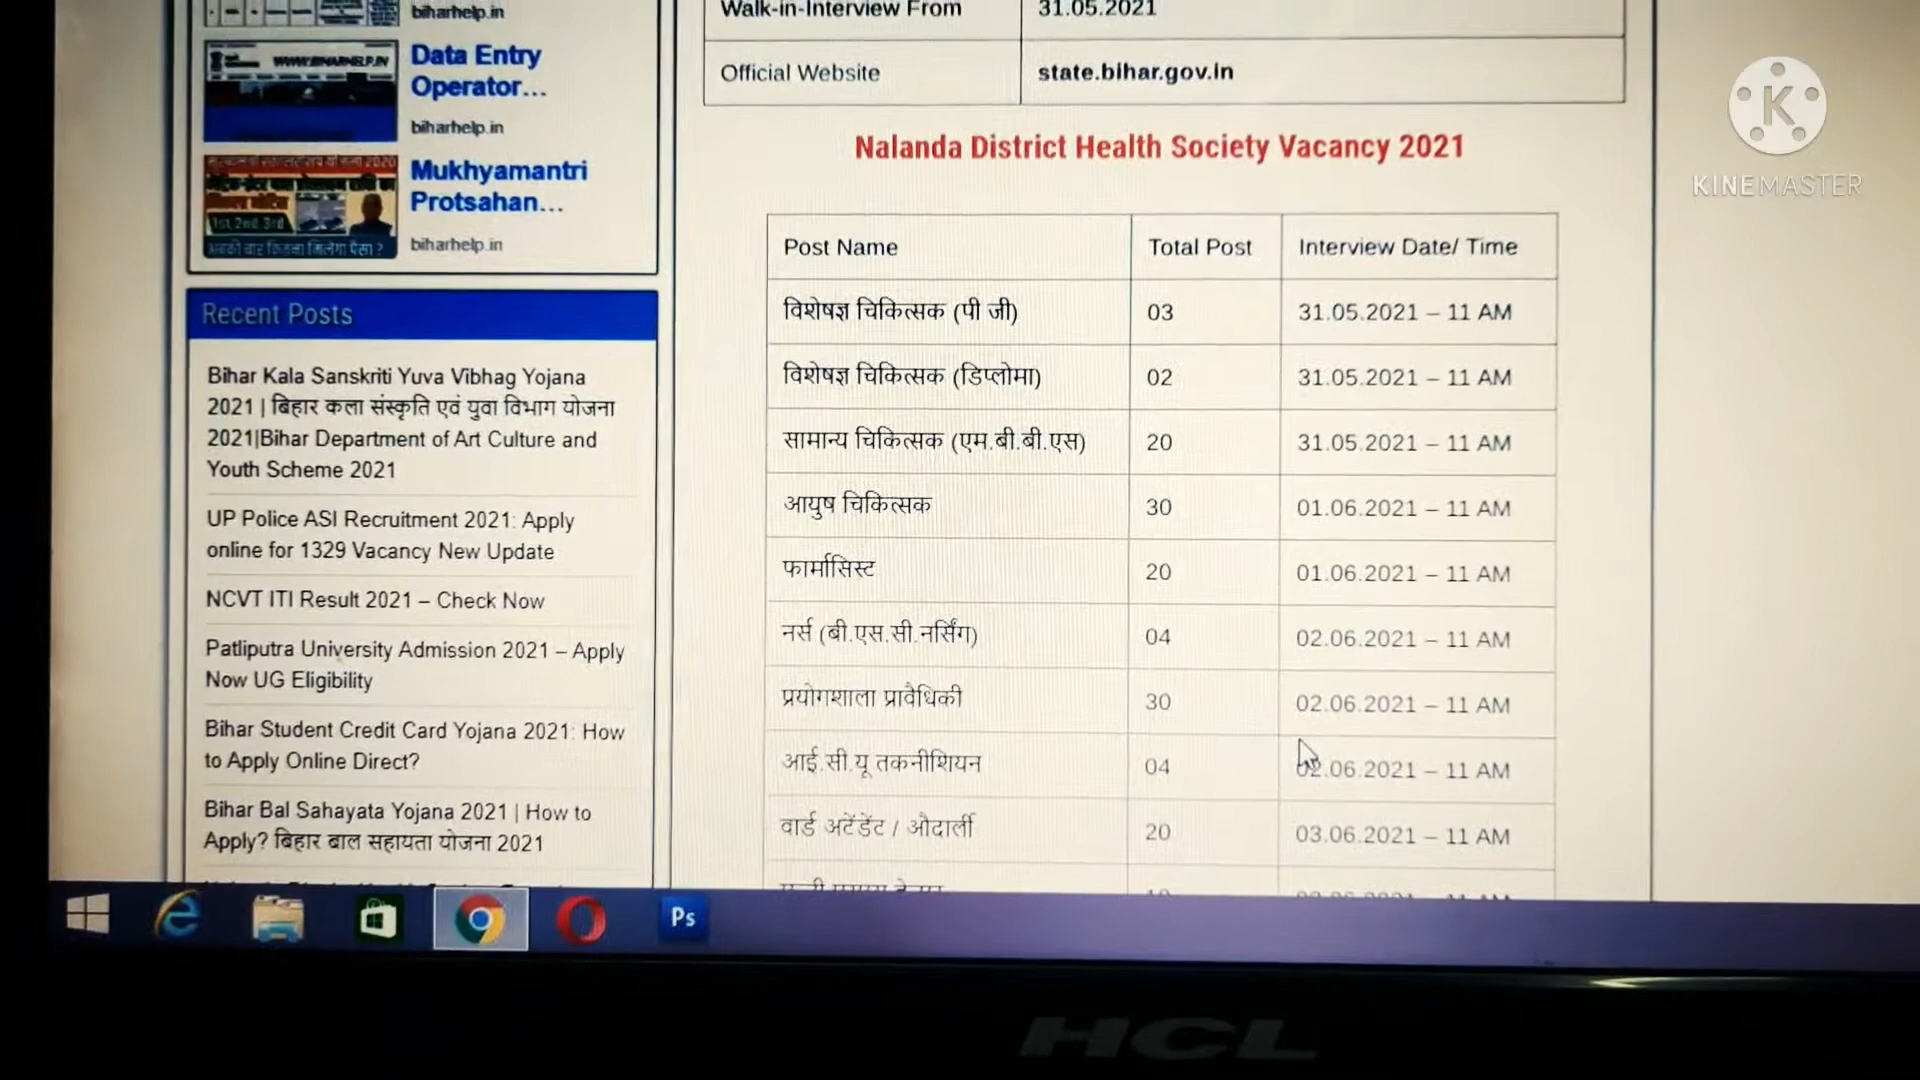 biharhelp.in
Data Entry
Operator...
biharhelp.in
WWW.BIHARHELP.IN
Mukhyamantri
Protsahan...
biharhelp.in
1st, 2nd, 3rd
अबकी बार कितना मिलेगा पैसा ?
Recent Posts
Bihar Kala Sanskriti Yuva Vibhag Yojana
2021 | बिहार कला संस्कृति एवं युवा विभाग योजना
2021|Bihar Department of Art Culture and
Youth Scheme 2021
UP Police ASI Recruitment 2021: Apply
online for 1329 Vacancy New Update
NCVT ITI Result 2021 – Check Now
Patliputra University Admission 2021 – Apply
Now UG Eligibility
Bihar Student Credit Card Yojana 2021: How
to Apply Online Direct?
Bihar Bal Sahayata Yojana 2021 | How to
Apply? बिहार बाल सहायता योजना 2021
Walk-in-Interview From 31.05.2021
Official Website state.bihar.gov.in
Nalanda District Health Society Vacancy 2021
Post Name Total Post Interview Date/ Time
विशेषज्ञ चिकित्सक (पी जी) 03 31.05.2021 – 11 AM
विशेषज्ञ चिकित्सक (डिप्लोमा) 02 31.05.2021 – 11 AM
सामान्य चिकित्सक (एम.बी.बी.एस) 20 31.05.2021 – 11 AM
आयुष चिकित्सक 30 01.06.2021 – 11 AM
फार्मासिस्ट 20 01.06.2021 – 11 AM
नर्स (बी.एस.सी.नर्सिंग) 04 02.06.2021 – 11 AM
प्रयोगशाला प्रावैधिकी 30 02.06.2021 – 11 AM
आई.सी.यू तकनीशियन 04 02.06.2021 – 11 AM
वार्ड अटेंडेंट / औदार्ली 20 03.06.2021 – 11 AM
K
KINEMASTER
Ps
HCL